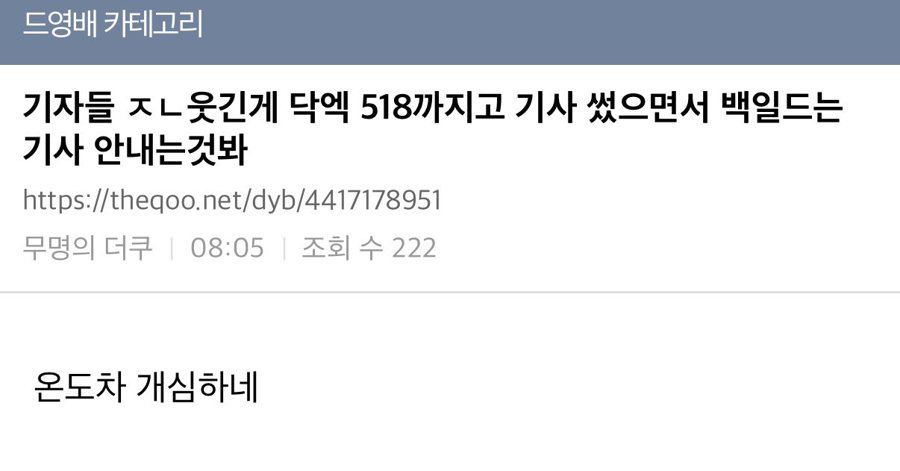 드영배 카테고리
기자들 ㅈㄴ웃긴게 닥엑 518까지고 기사 썼으면서 백일드는
기사 안내는것봐
https://theqoo.net/dyb/4417178951
무명의 더쿠 | 08:05 | 조회 수 222
온도차 개심하네